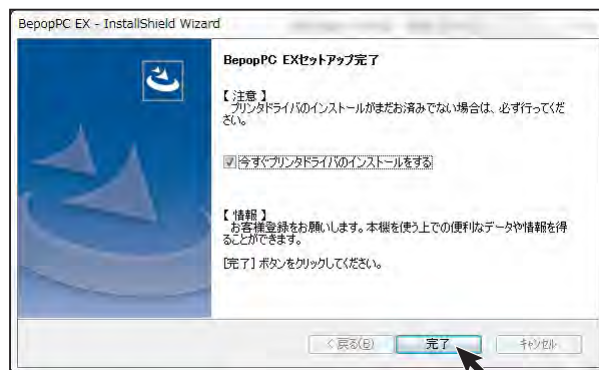 BepopPC EX - InstallShield Wizard
BepopPC EXセットアップ完了
【 注意 】
プリンタドライバのインストールがまだお済みでない場合は、必ず行ってくだ
さい。
今すぐプリンタドライバのインストールをする
【 情報 】
お客様登録をお願いします。本機を使う上での便利なデータや情報を得
ることができます。
[完了] ボタンをクリックしてください。
< 戻る(B)
完了
キャンセル